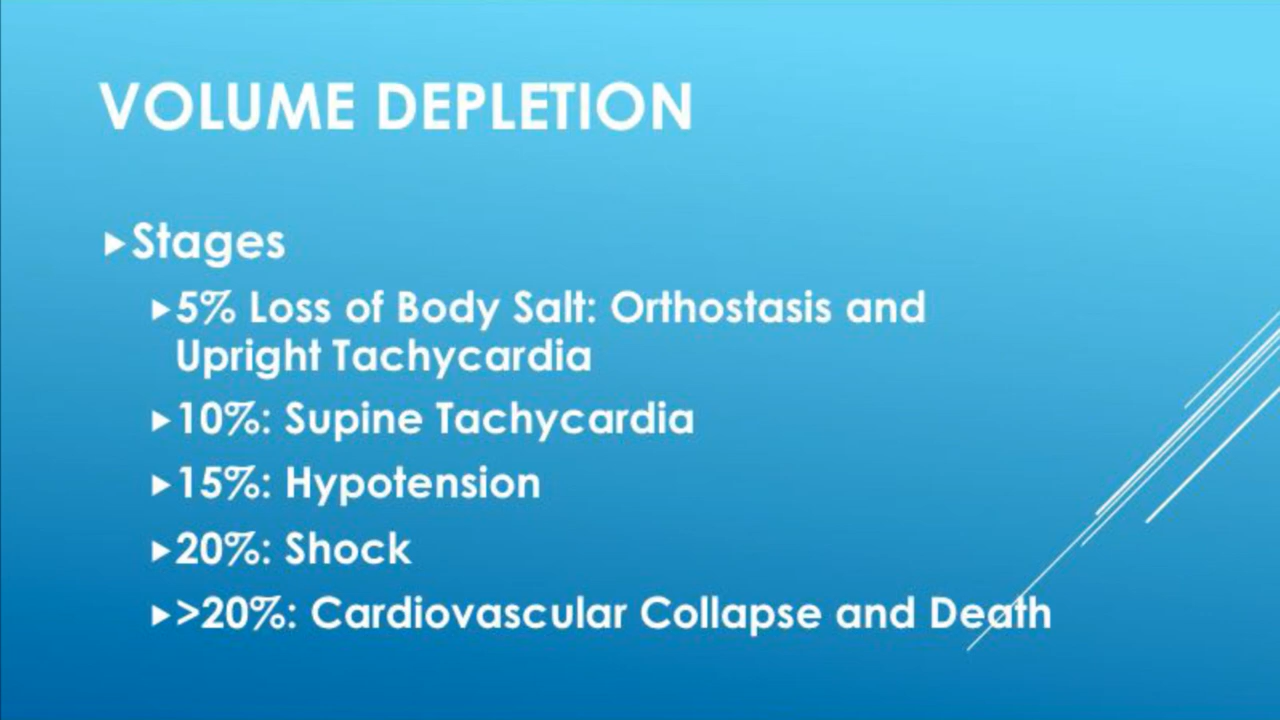 VOLUME DEPLETION
▸Stages
▸5% Loss of Body Salt: Orthostasis and
Upright Tachycardia
▸10%: Supine Tachycardia
▸15%: Hypotension
▸20%: Shock
▸>20%: Cardiovascular Collapse and Death